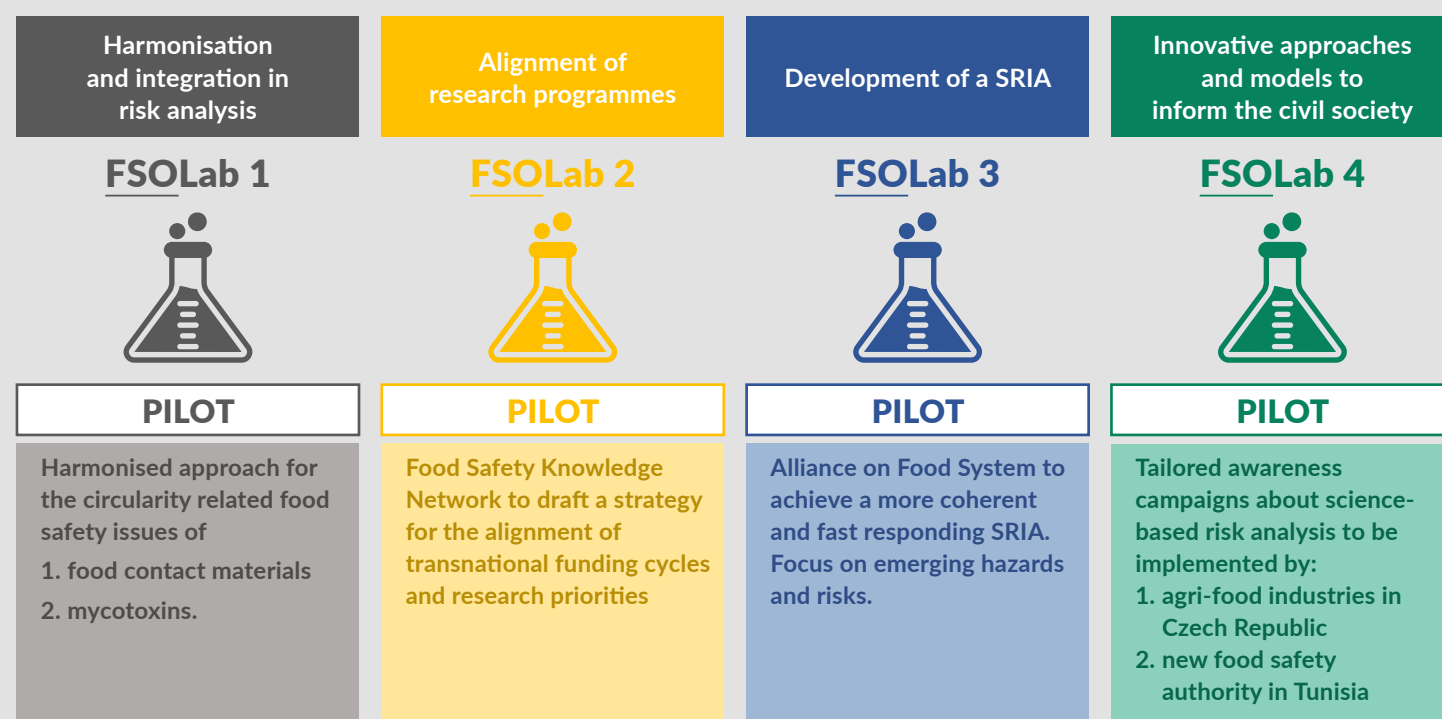 Harmonisation
and integration in
risk analysis
FSOLab 1
PILOT
Harmonised approach for
the circularity related food
safety issues of
1. food contact materials
2. mycotoxins.
Alignment of
research programmes
FSOLab 2
PILOT
Food Safety Knowledge
Network to draft a strategy
for the alignment of
transnational funding cycles
and research priorities
Development of a SRIA
FSOLab 3
PILOT
Alliance on Food System to
achieve a more coherent
and fast responding SRIA.
Focus on emerging hazards
and risks.
Innovative approaches
and models to
inform the civil society
FSOLab 4
PILOT
Tailored awareness
campaigns about science-
based risk analysis to be
implemented by:
1. agri-food industries in
Czech Republic
2. new food safety
authority in Tunisia